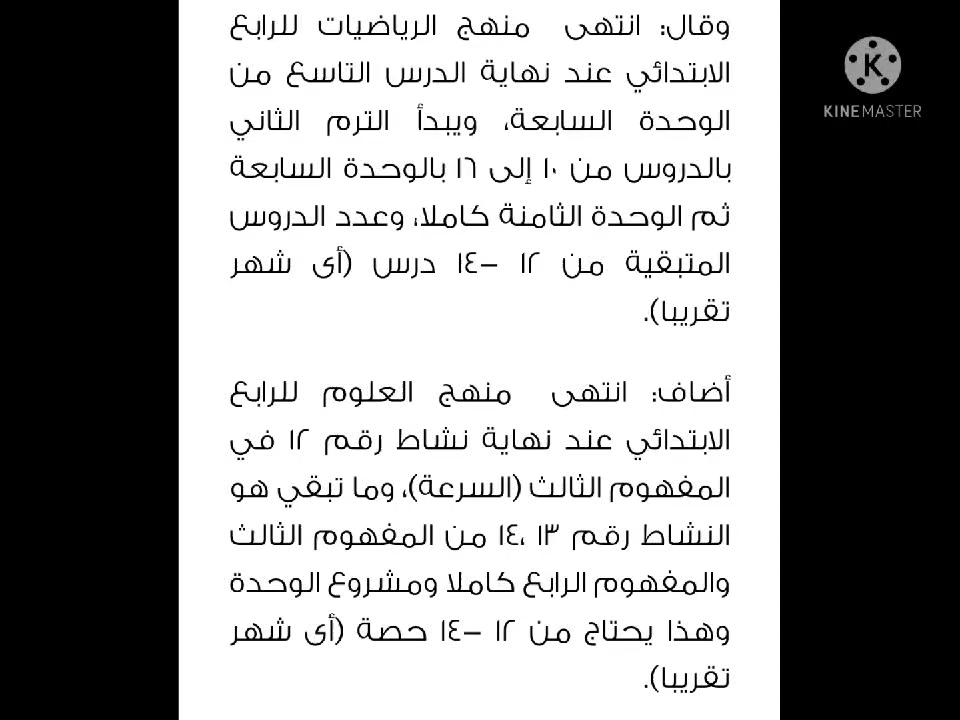 وقال: انتهى منهج الرياضيات للرابع
الابتدائي عند نهاية الدرس التاسع من
الوحدة السابعة، ويبدأ الترم الثاني
بالدروس من ١٠ إلى ١٦ بالوحدة السابعة
ثم الوحدة الثامنة كاملا، وعدد الدروس
المتبقية من ١٢ –١٤ درس (أى شهر
تقريبا).
أضاف: انتهى منهج العلوم للرابع
الابتدائي عند نهاية نشاط رقم ١٢ في
المفهوم الثالث (السرعة)، وما تبقي هو
النشاط رقم ١٣ ،١٤ من المفهوم الثالث
والمفهوم الرابع كاملا ومشروع الوحدة
وهذا يحتاج من ١٢ –١٤ حصة (أى شهر
تقريبا).
K
KINEMASTER